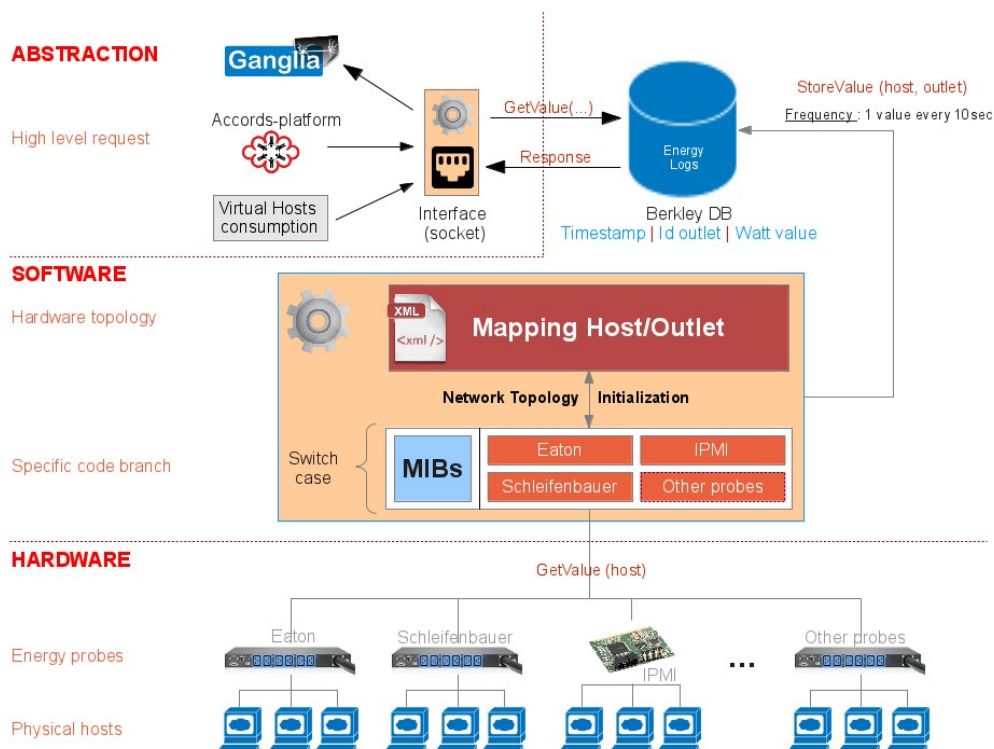 ABSTRACTION
High level request
Ganglia
Accords-platform
Virtual Hosts
consumption
Interface
(socket)
GetValue(...)
Response
Energy
Logs
Berkley DB
Timestamp | Id outlet | Watt value
StoreValue (host, outlet)
Frequency : 1 value every 10sec
SOFTWARE
Hardware topology
XML
<xml />
Mapping Host/Outlet
Network Topology
Initialization
Specific code branch
Switch
case
MIBs
Eaton
IPMI
Schleifenbauer
Other probes
HARDWARE
GetValue (host)
Energy probes
Eaton
Schleifenbauer
IPMI
...
Other probes
Physical hosts